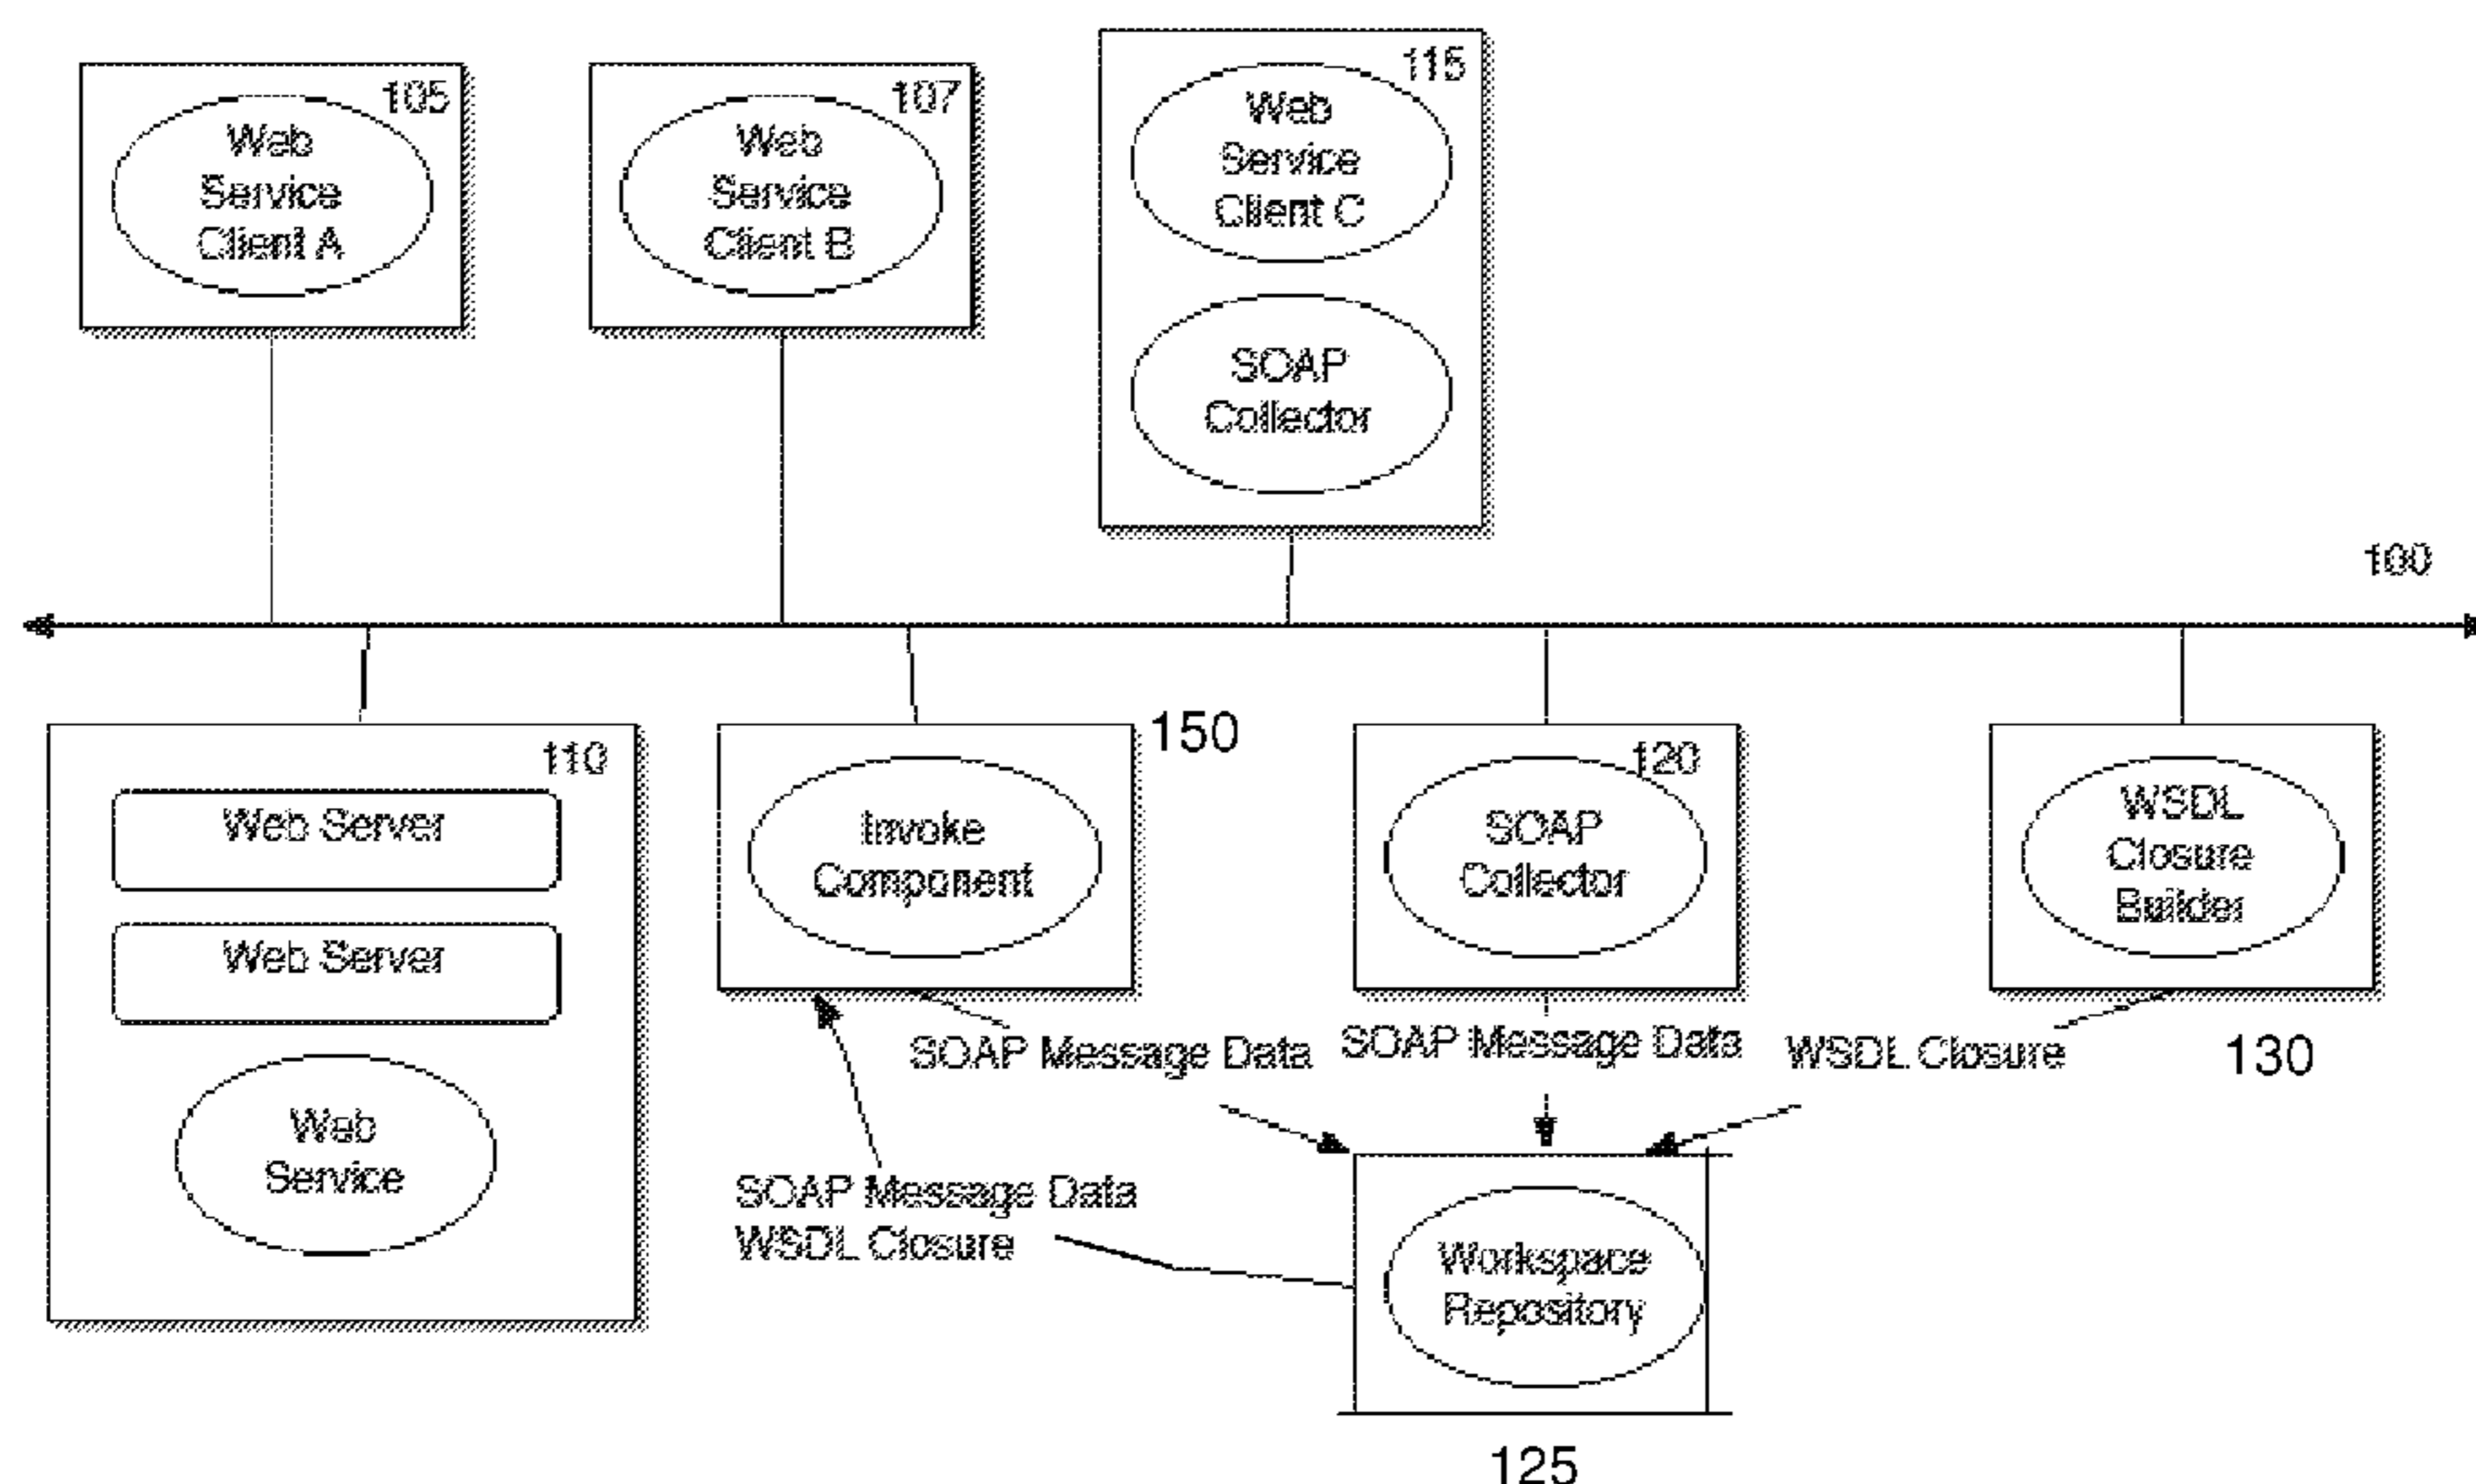 105
Web
Service
Client A
107
Web
Service
Client B
115
Web
Service
Client C
SOAP
Collector
100
110
Web Server
Web Server
Web
Service
150
Invoke
Component
120
SOAP
Collector
WSDL
Closure
Builder
SOAP Message Data
SOAP Message Data
WSDL Closure
130
SOAP Message Data
WSDL Closure
Workspace
Repository
125